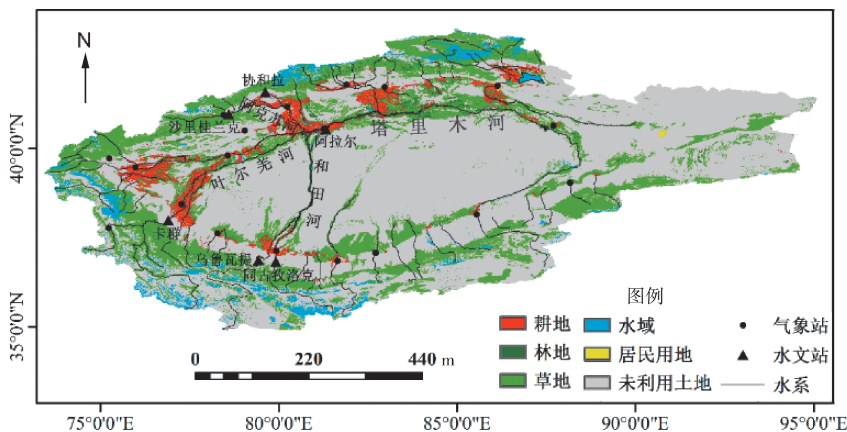 N
协和拉
阿克苏河
沙里桂兰克
阿拉尔
塔里木河
叶尔羌河
和田河
卡群
乌鲁瓦提
同古孜洛克
40°0'0"N
35°0'0"N
图例
耕地
水域
气象站
林地
居民用地
水文站
草地
未利用土地
水系
0 220 440 m
75°0'0"E 80°0'0"E 85°0'0"E 90°0'0"E 95°0'0"E